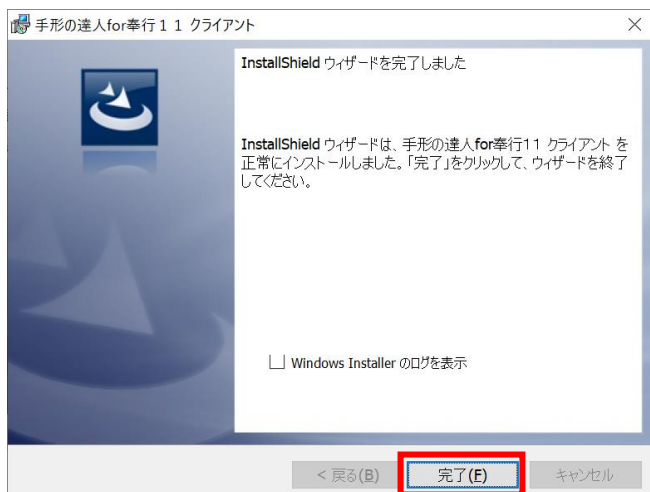 手形の達人for奉行１１ クライアント
InstallShield ウィザードを完了しました
InstallShield ウィザードは、手形の達人for奉行11 クライアント を
正常にインストールしました。「完了」をクリックして、ウィザードを終了
してください。
Windows Installer のログを表示
< 戻る(B)
完了(F)
キャンセル